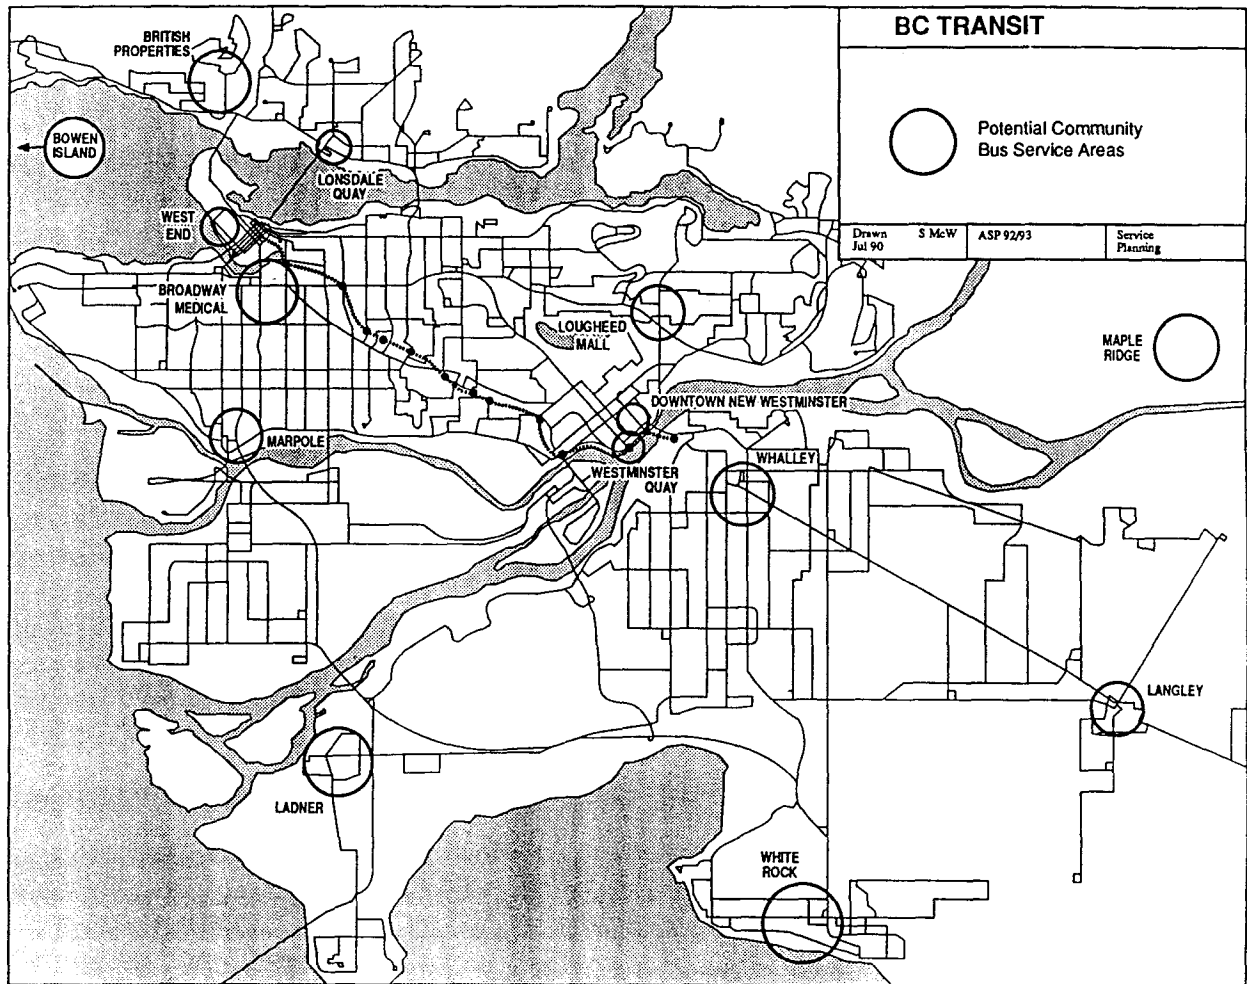 BC TRANSIT
Potential Community
Bus Service Areas
Drawn
Jul 90
S McW
ASP 92/93
Service
Planning
BRITISH
PROPERTIES
BOWEN
ISLAND
LONSDALE
QUAY
WEST
END
BROADWAY
MEDICAL
LOUGHEED
MALL
MAPLE
RIDGE
DOWNTOWN NEW WESTMINSTER
MARPOLE
WHALLEY
WESTMINSTER
QUAY
LANGLEY
LADNER
WHITE
ROCK